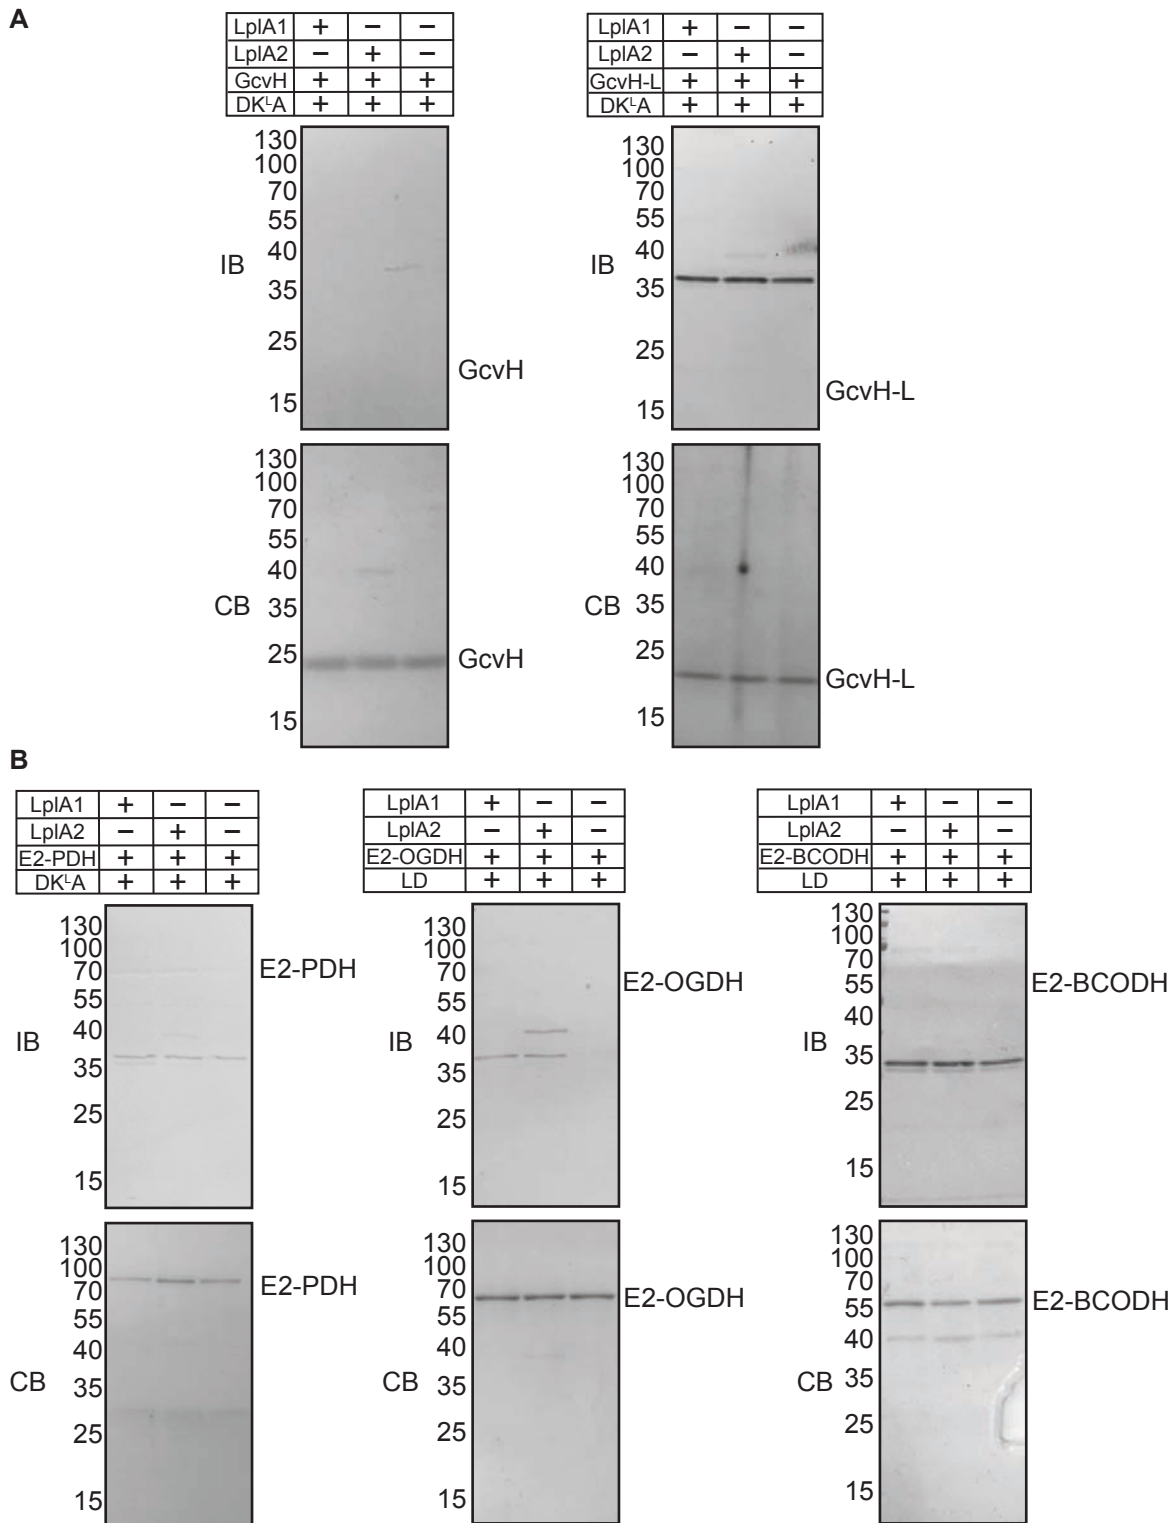 A
LplA1 + − −
LplA2 − + −
GcvH + + +
DKᴸA + + +
130
100
70
55
40
IB
35
25
GcvH
15
130
100
70
55
40
CB
35
25
GcvH
15
LplA1 + − −
LplA2 − + −
GcvH-L + + +
DKᴸA + + +
130
100
70
55
40
IB
35
25
GcvH-L
15
130
100
70
55
40
CB
35
25
GcvH-L
15
B
LplA1 + − −
LplA2 − + −
E2-PDH + + +
DKᴸA + + +
130
100
E2-PDH
70
55
40
IB
35
25
15
130
100
E2-PDH
70
55
40
CB
35
25
15
LplA1 + − −
LplA2 − + −
E2-OGDH + + +
LD + + +
130
100
70
E2-OGDH
55
40
IB
35
25
15
130
100
70
E2-OGDH
55
40
CB
35
25
15
LplA1 + − −
LplA2 − + −
E2-BCODH + + +
LD + + +
130
100
70
55
E2-BCODH
40
IB
35
25
15
130
100
70
55
E2-BCODH
40
CB
35
25
15